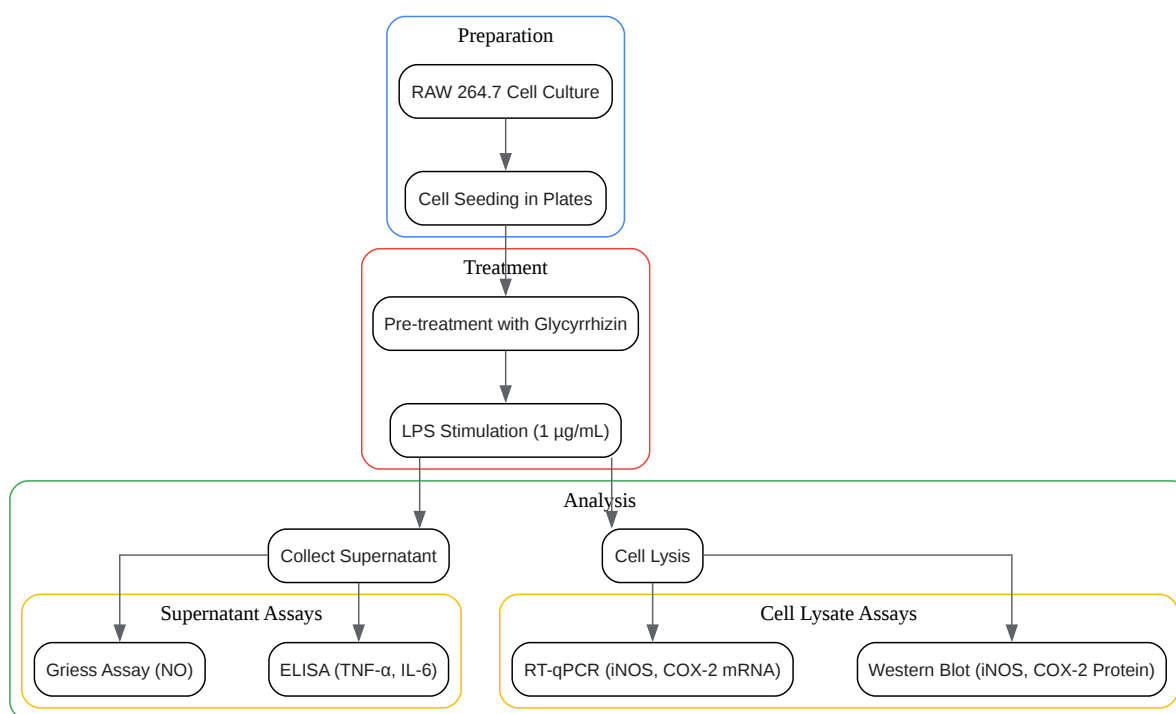 Preparation
RAW 264.7 Cell Culture
Cell Seeding in Plates
Treatment
Pre-treatment with Glycyrrhizin
LPS Stimulation (1 µg/mL)
Analysis
Collect Supernatant
Cell Lysis
Supernatant Assays
Cell Lysate Assays
Griess Assay (NO)
ELISA (TNF-α, IL-6)
RT-qPCR (iNOS, COX-2 mRNA)
Western Blot (iNOS, COX-2 Protein)